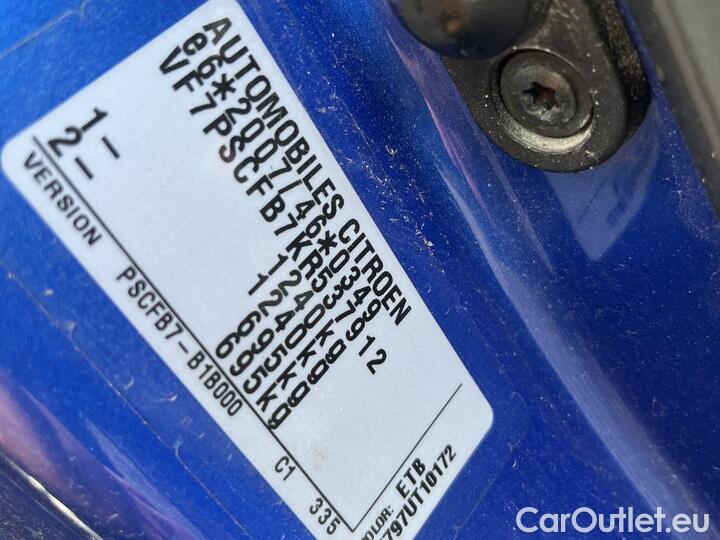 AUTOMOBILES CITROEN
e6*2007/46*0349
VF7PSCFB7KR537912
1240kg
1240kg
1- 695kg
2- 695kg
VERSION PSCFB7-B1B000 C1 335
ETB
797UT10172
CarOutlet.eu